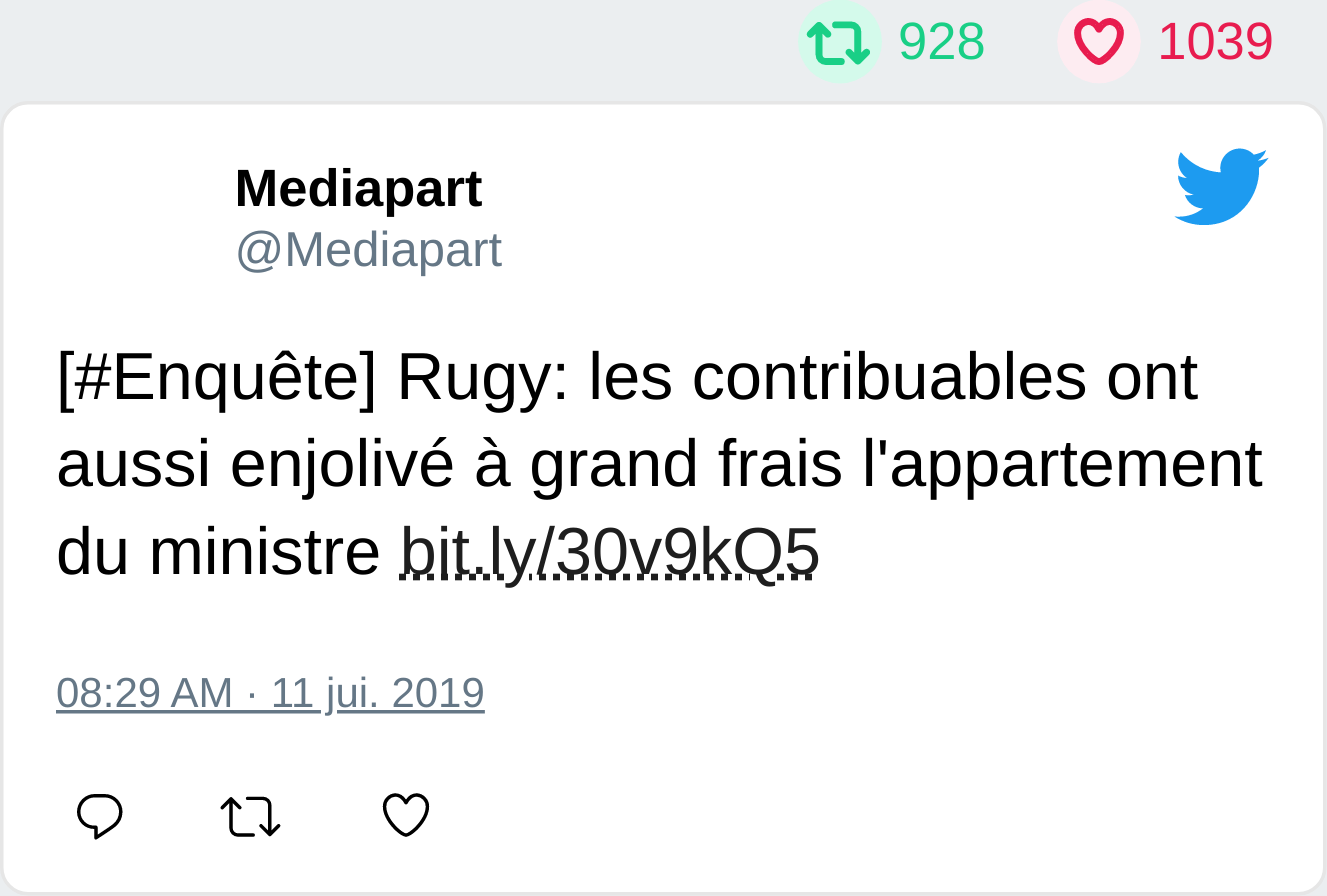 928 1039
Mediapart
@Mediapart
[#Enquête] Rugy: les contribuables ont
aussi enjolivé à grand frais l'appartement
du ministre bit.ly/30v9kQ5
08:29 AM · 11 jui. 2019